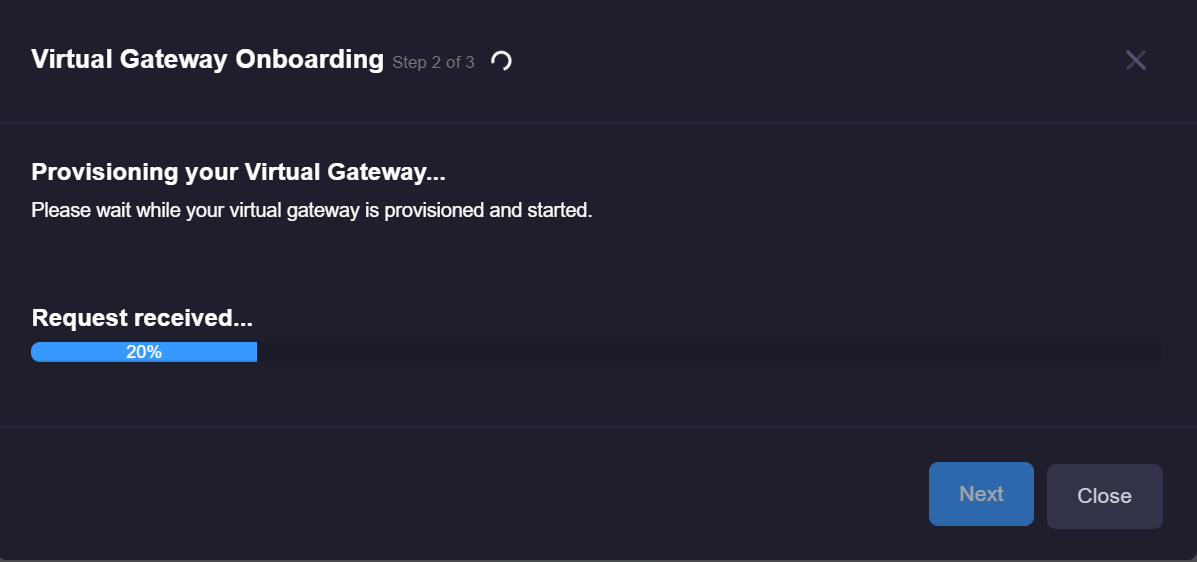 Virtual Gateway Onboarding Step 2 of 3
Provisioning your Virtual Gateway...
Please wait while your virtual gateway is provisioned and started.
Request received...
20%
Next Close